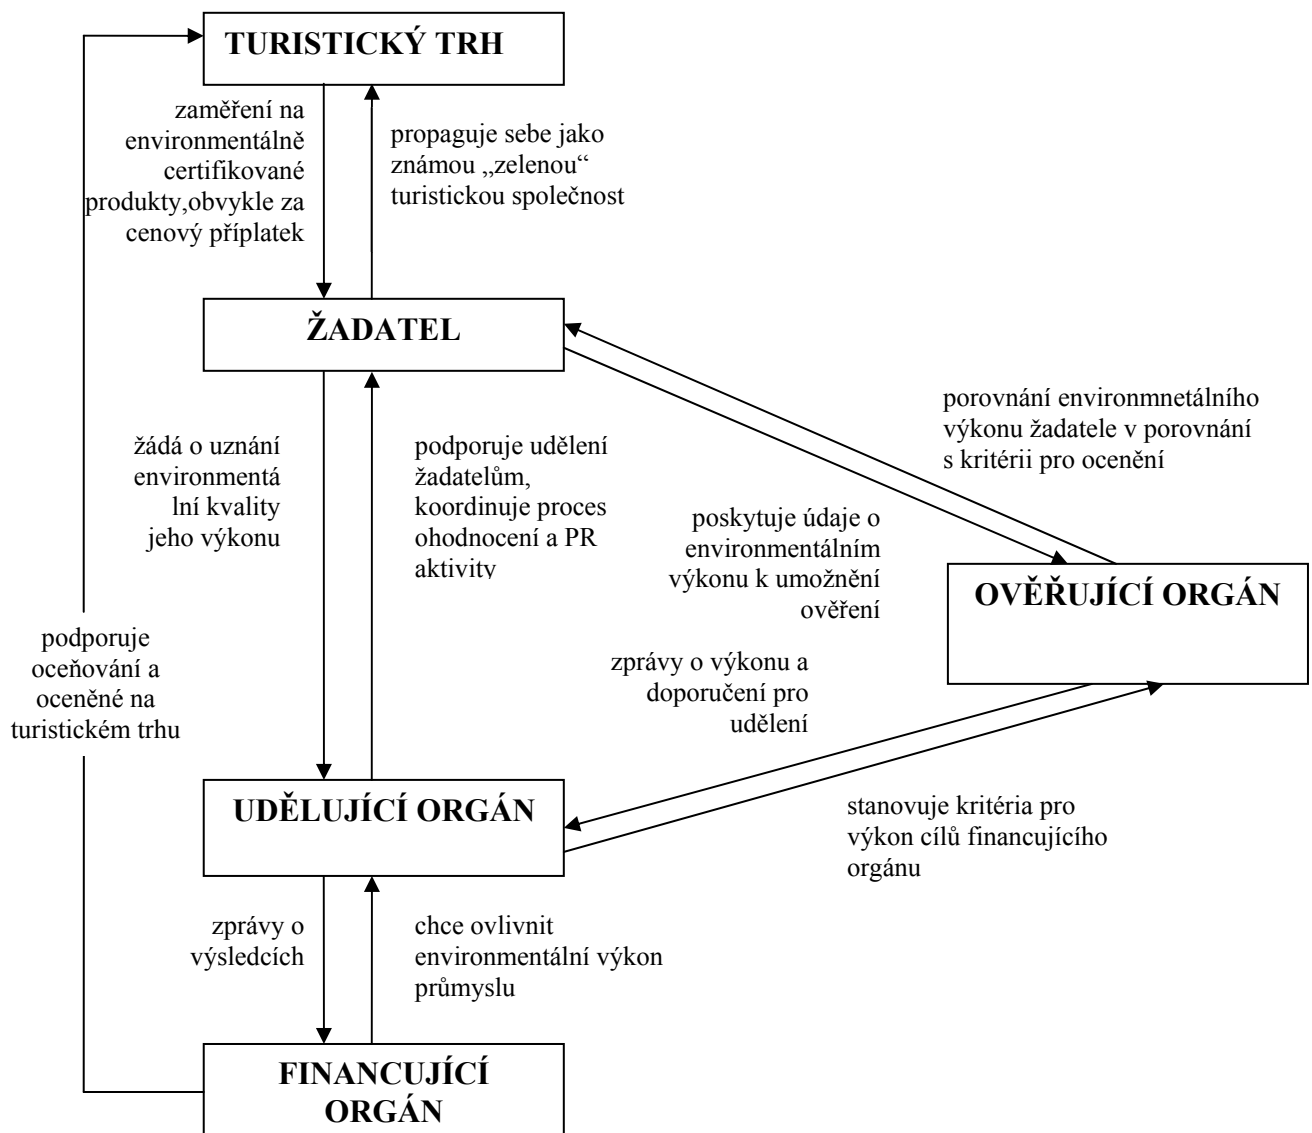 TURISTICKÝ TRH
zaměření na
environmentálně
certifikované
produkty,obvykle za
cenový příplatek
propaguje sebe jako
známou „zelenou“
turistickou společnost
ŽADATEL
žádá o uznání
environmentá
lní kvality
jeho výkonu
podporuje udělení
žadatelům,
koordinuje proces
ohodnocení a PR
aktivity
porovnání environmnetálního
výkonu žadatele v porovnání
s kritérii pro ocenění
poskytuje údaje o
environmentálním
výkonu k umožnění
ověření
OVĚŘUJÍCÍ ORGÁN
podporuje
oceňování a
oceněné na
turistickém trhu
zprávy o výkonu a
doporučení pro
udělení
UDĚLUJÍCÍ ORGÁN
stanovuje kritéria pro
výkon cílů financujícího
orgánu
zprávy o
výsledcích
chce ovlivnit
environmentální výkon
průmyslu
FINANCUJÍCÍ
ORGÁN